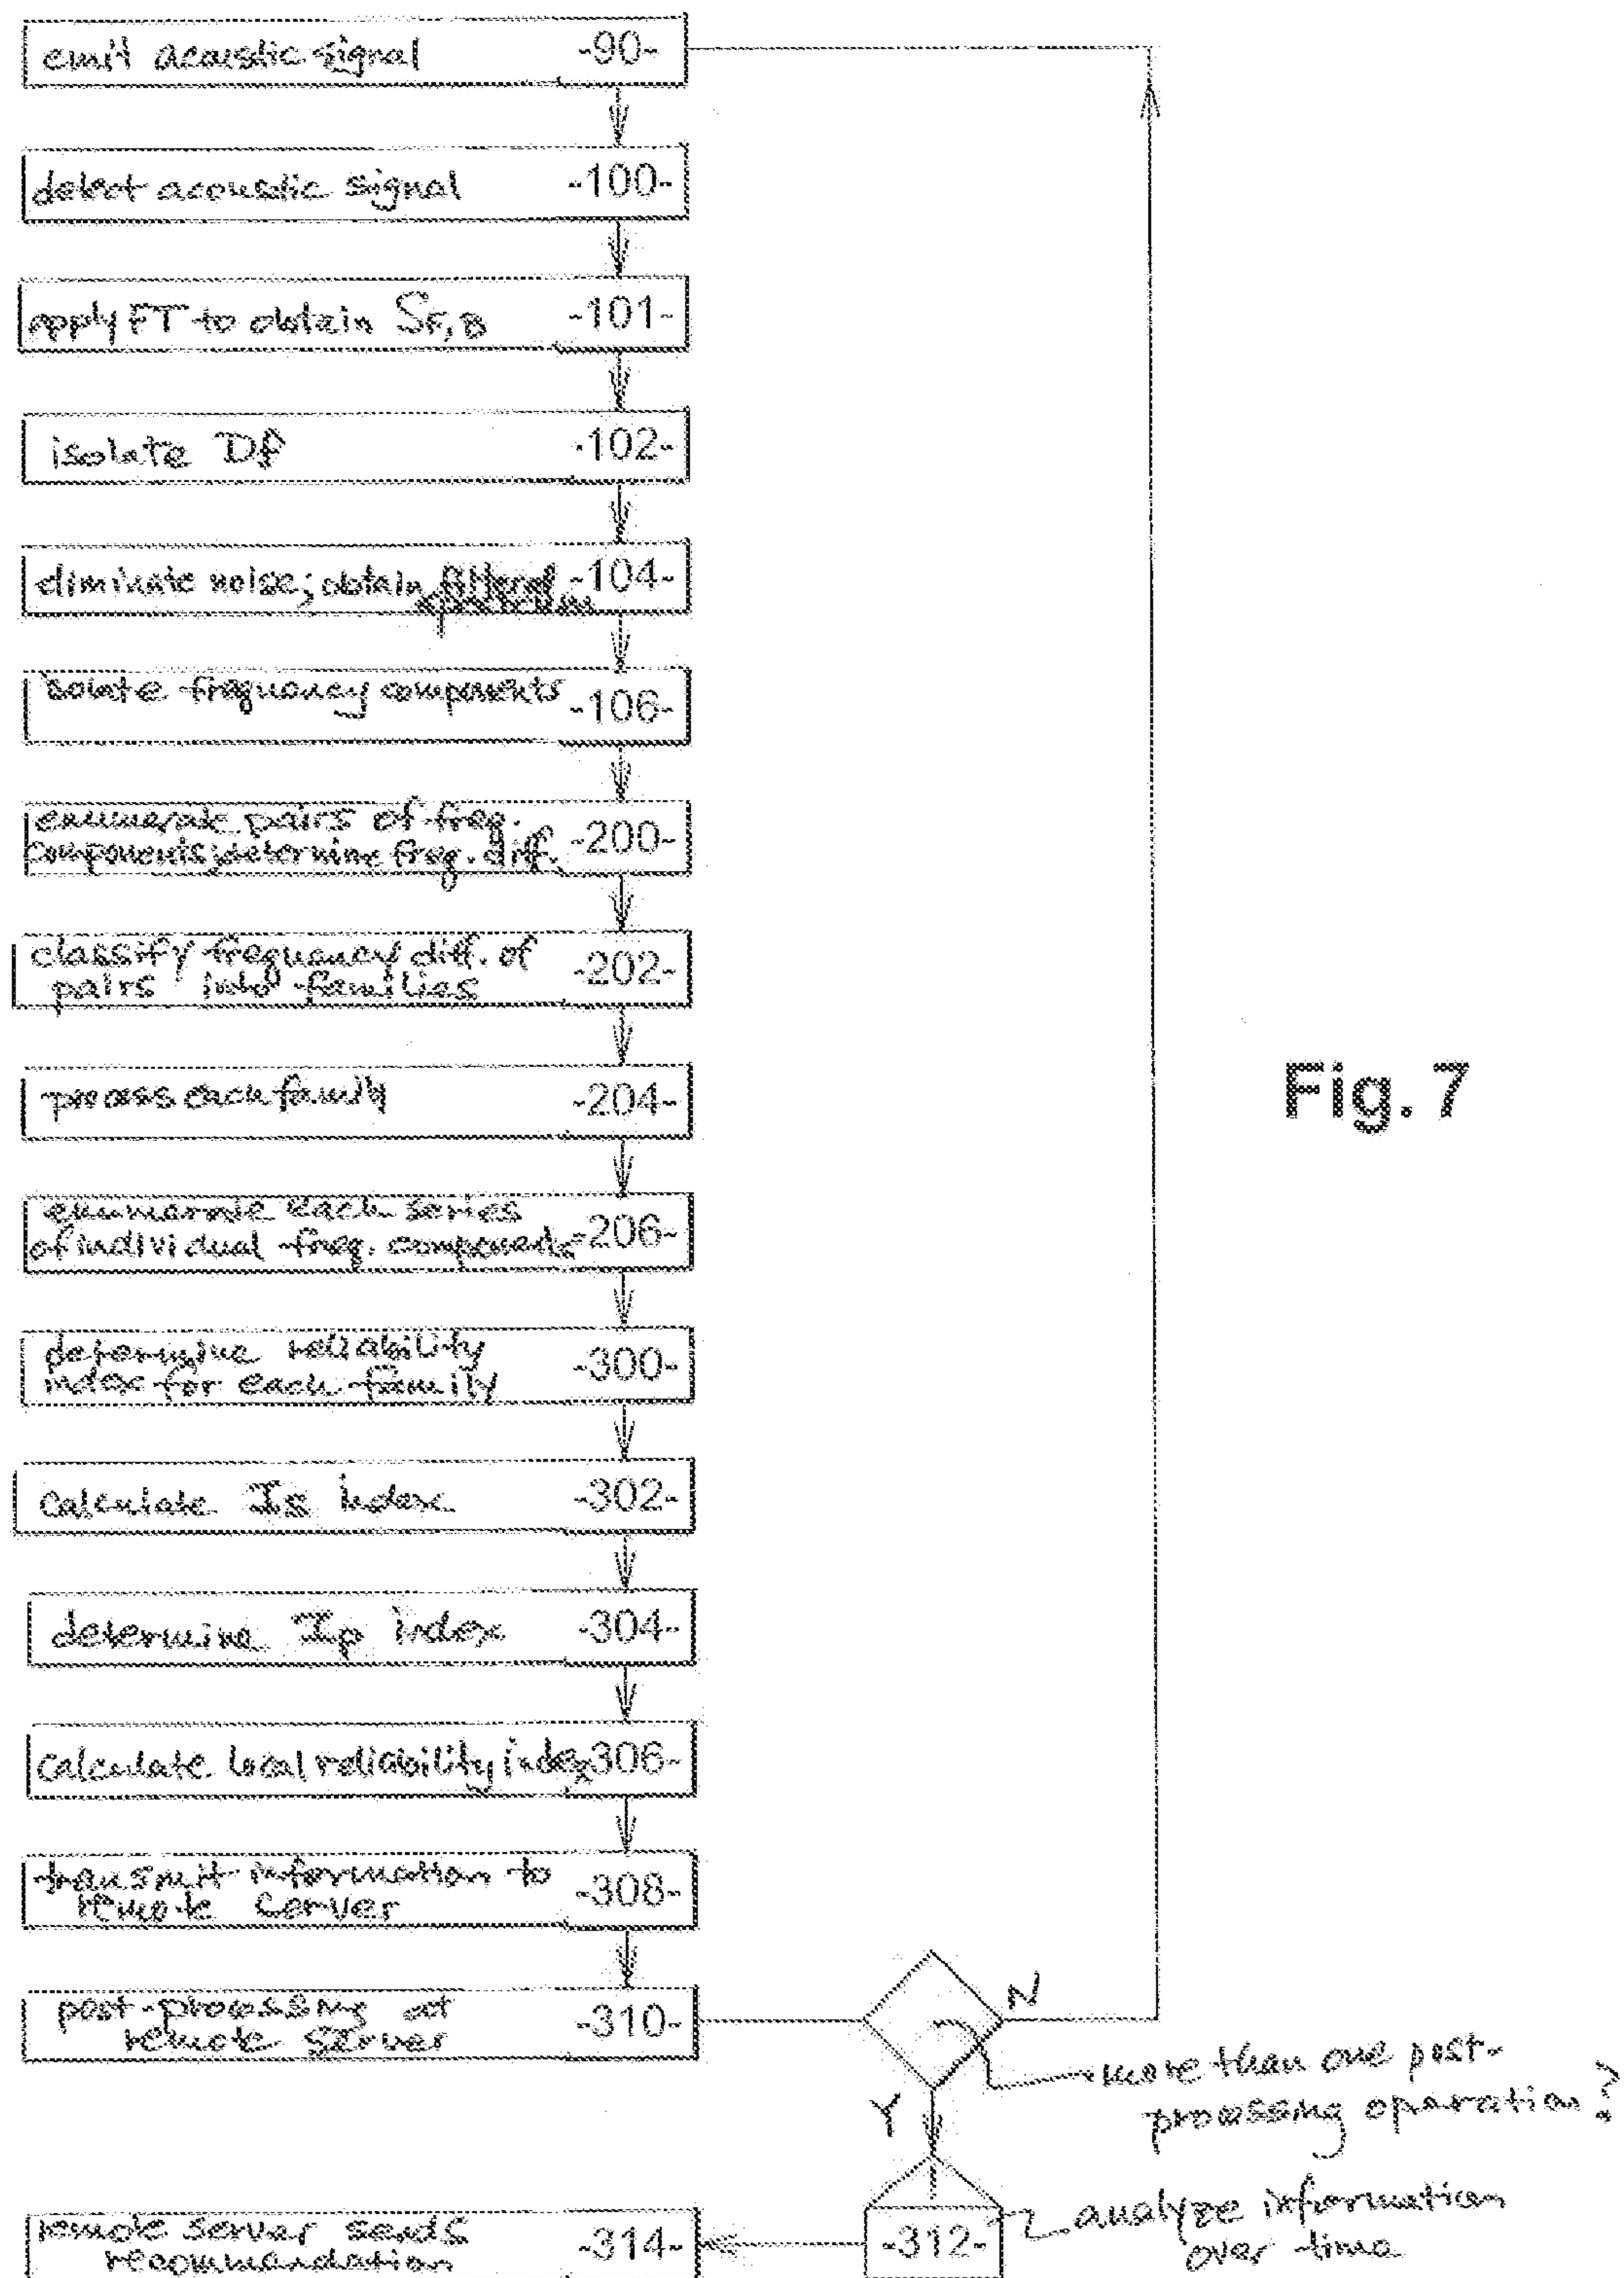 emit acoustic signal -90-
detect acoustic signal -100-
apply FT to obtain SF,B -101-
isolate Df -102-
eliminate noise; obtain filtered -104-
spectrum
isolate frequency components -106-
enumerate pairs of freq.
components; determine freq. diff. -200-
classify frequency diff. of
pairs into families -202-
process each family -204-
enumerate each series
of individual freq. components -206-
determine reliability
index for each family -300-
calculate Is index -302-
determine Ip index -304-
calculate local reliability index -306-
transmit information to
remote server -308-
post-processing at
remote server -310-
N
more than one post-
processing operation?
Y
analyze information
over time
-312-
remote server sends
recommendation -314-
Fig. 7